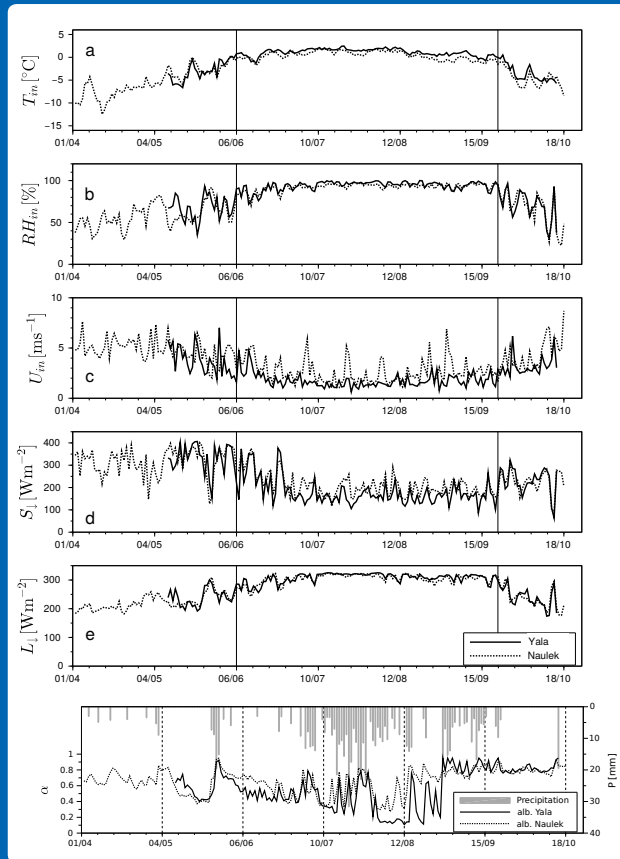 a
T_in [°C]
5
0
−5
−10
−15
01/04 04/05 06/06 10/07 12/08 15/09 18/10
b
RH_in [%]
100
50
0
01/04 04/05 06/06 10/07 12/08 15/09 18/10
c
U_in [ms⁻¹]
10
5
0
01/04 04/05 06/06 10/07 12/08 15/09 18/10
d
S↓ [Wm⁻²]
400
300
200
100
0
01/04 04/05 06/06 10/07 12/08 15/09 18/10
e
L↓ [Wm⁻²]
300
200
100
0
Yala
Naulek
01/04 04/05 06/06 10/07 12/08 15/09 18/10
α
1
0.8
0.6
0.4
0.2
0
0
10
20
30
40
P [mm]
Precipitation
alb. Yala
alb. Naulek
01/04 04/05 06/06 10/07 12/08 15/09 18/10